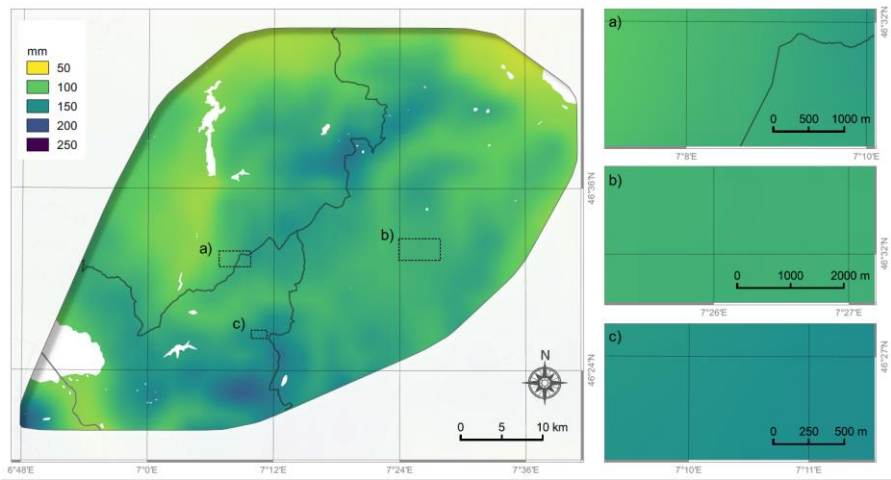 mm
50
100
150
200
250
a)
b)
c)
N
0 5 10 km
6°48'E 7°0'E 7°12'E 7°24'E 7°36'E
46°36'N
46°24'N
a)
0 500 1000 m
46°32'N
7°8'E 7°10'E
b)
0 1000 2000 m
46°32'N
7°26'E 7°27'E
c)
0 250 500 m
46°27'N
7°10'E 7°11'E